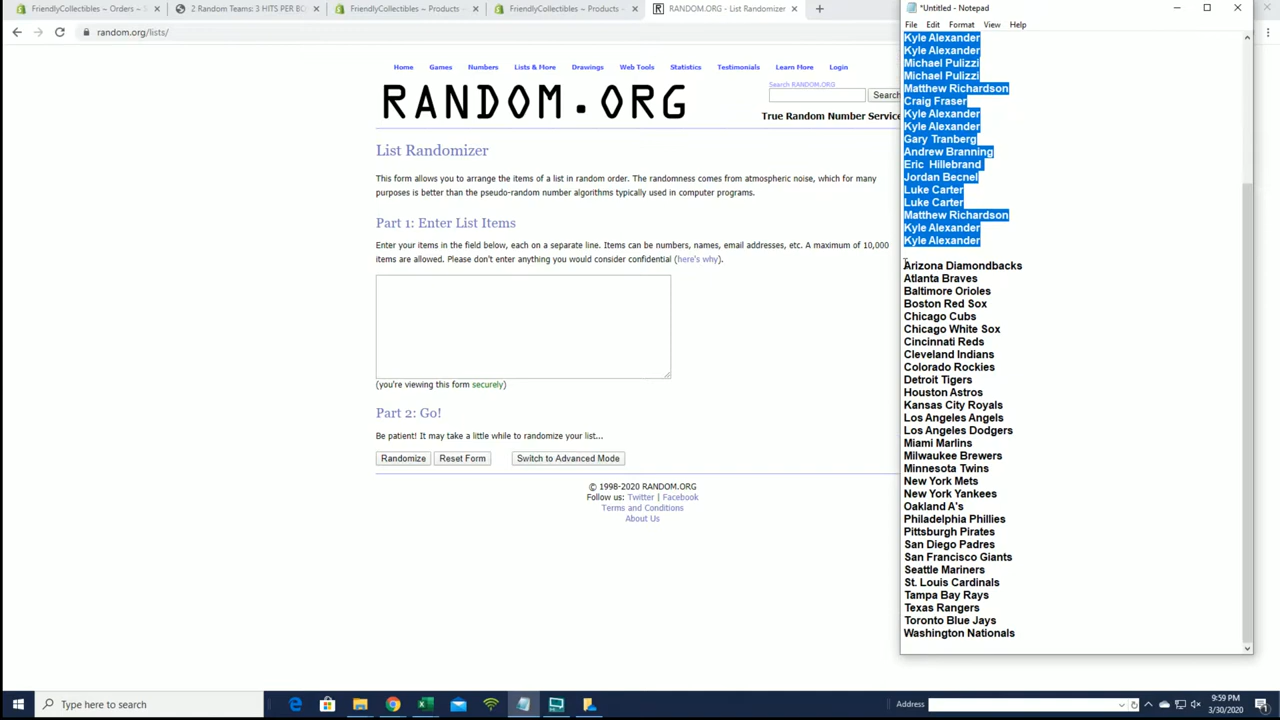 FriendlyCollectibles ~ Orders ~ 3
2 Random Teams: 3 HITS PER BO
FriendlyCollectibles ~ Products ~
FriendlyCollectibles ~ Products ~
RANDOM.ORG - List Randomizer
random.org/lists/
Home Games Numbers Lists & More Drawings Web Tools Statistics Testimonials Learn More Login
RANDOM.ORG
Search RANDOM.ORG
Search
True Random Number Service
List Randomizer
This form allows you to arrange the items of a list in random order. The randomness comes from atmospheric noise, which for many
purposes is better than the pseudo-random number algorithms typically used in computer programs.
Part 1: Enter List Items
Enter your items in the field below, each on a separate line. Items can be numbers, names, email addresses, etc. A maximum of 10,000
items are allowed. Please don't enter anything you would consider confidential (here's why).
(you're viewing this form securely)
Part 2: Go!
Be patient! It may take a little while to randomize your list...
Randomize Reset Form Switch to Advanced Mode
© 1998-2020 RANDOM.ORG
Follow us: Twitter | Facebook
Terms and Conditions
About Us
*Untitled - Notepad
File Edit Format View Help
Kyle Alexander
Kyle Alexander
Michael Pulizzi
Michael Pulizzi
Matthew Richardson
Craig Fraser
Kyle Alexander
Kyle Alexander
Gary Tranberg
Andrew Branning
Eric Hillebrand
Jordan Becnel
Luke Carter
Luke Carter
Matthew Richardson
Kyle Alexander
Kyle Alexander
Arizona Diamondbacks
Atlanta Braves
Baltimore Orioles
Boston Red Sox
Chicago Cubs
Chicago White Sox
Cincinnati Reds
Cleveland Indians
Colorado Rockies
Detroit Tigers
Houston Astros
Kansas City Royals
Los Angeles Angels
Los Angeles Dodgers
Miami Marlins
Milwaukee Brewers
Minnesota Twins
New York Mets
New York Yankees
Oakland A's
Philadelphia Phillies
Pittsburgh Pirates
San Diego Padres
San Francisco Giants
Seattle Mariners
St. Louis Cardinals
Tampa Bay Rays
Texas Rangers
Toronto Blue Jays
Washington Nationals
Type here to search
Address
9:59 PM
3/30/2020